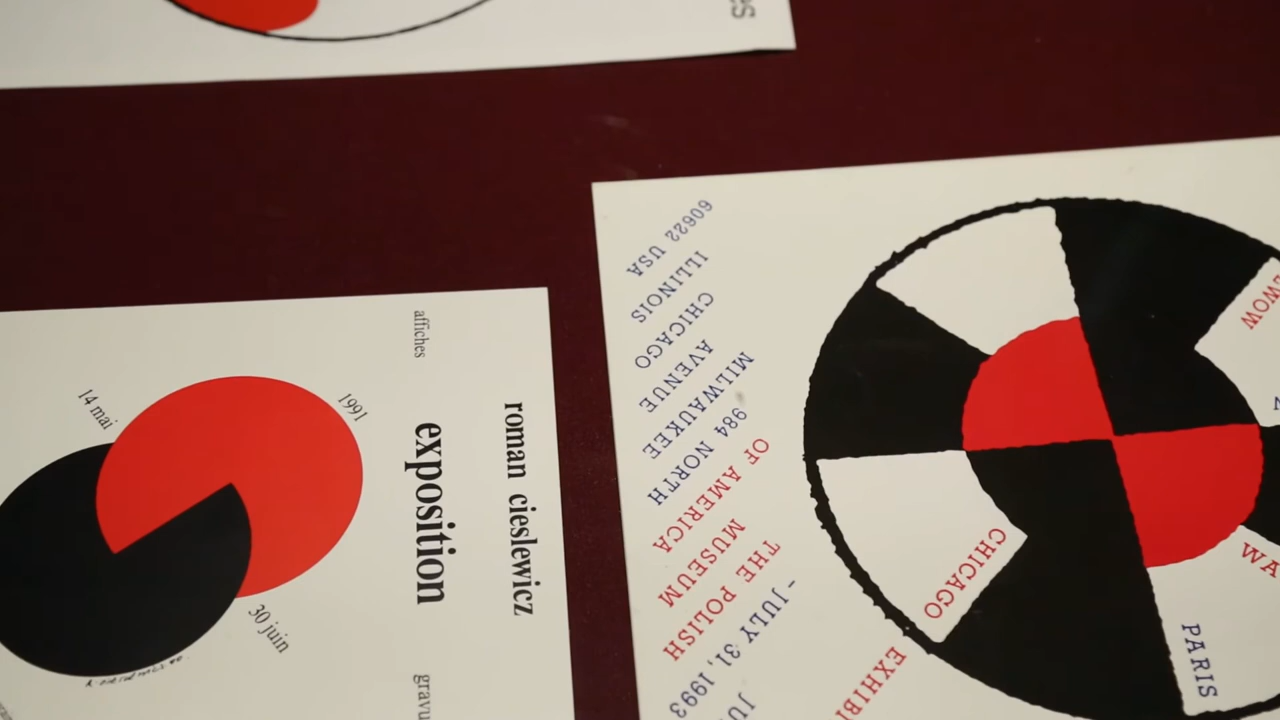 affiches
exposition
roman cieslewicz
14 mai
1991
30 juin
60622 USA
ILLINOIS
CHICAGO
AVENUE
MILWAUKEE
984 NORTH
OF AMERICA
MUSEUM
THE POLISH
-JULY 31, 1993
CHICAGO
PARIS